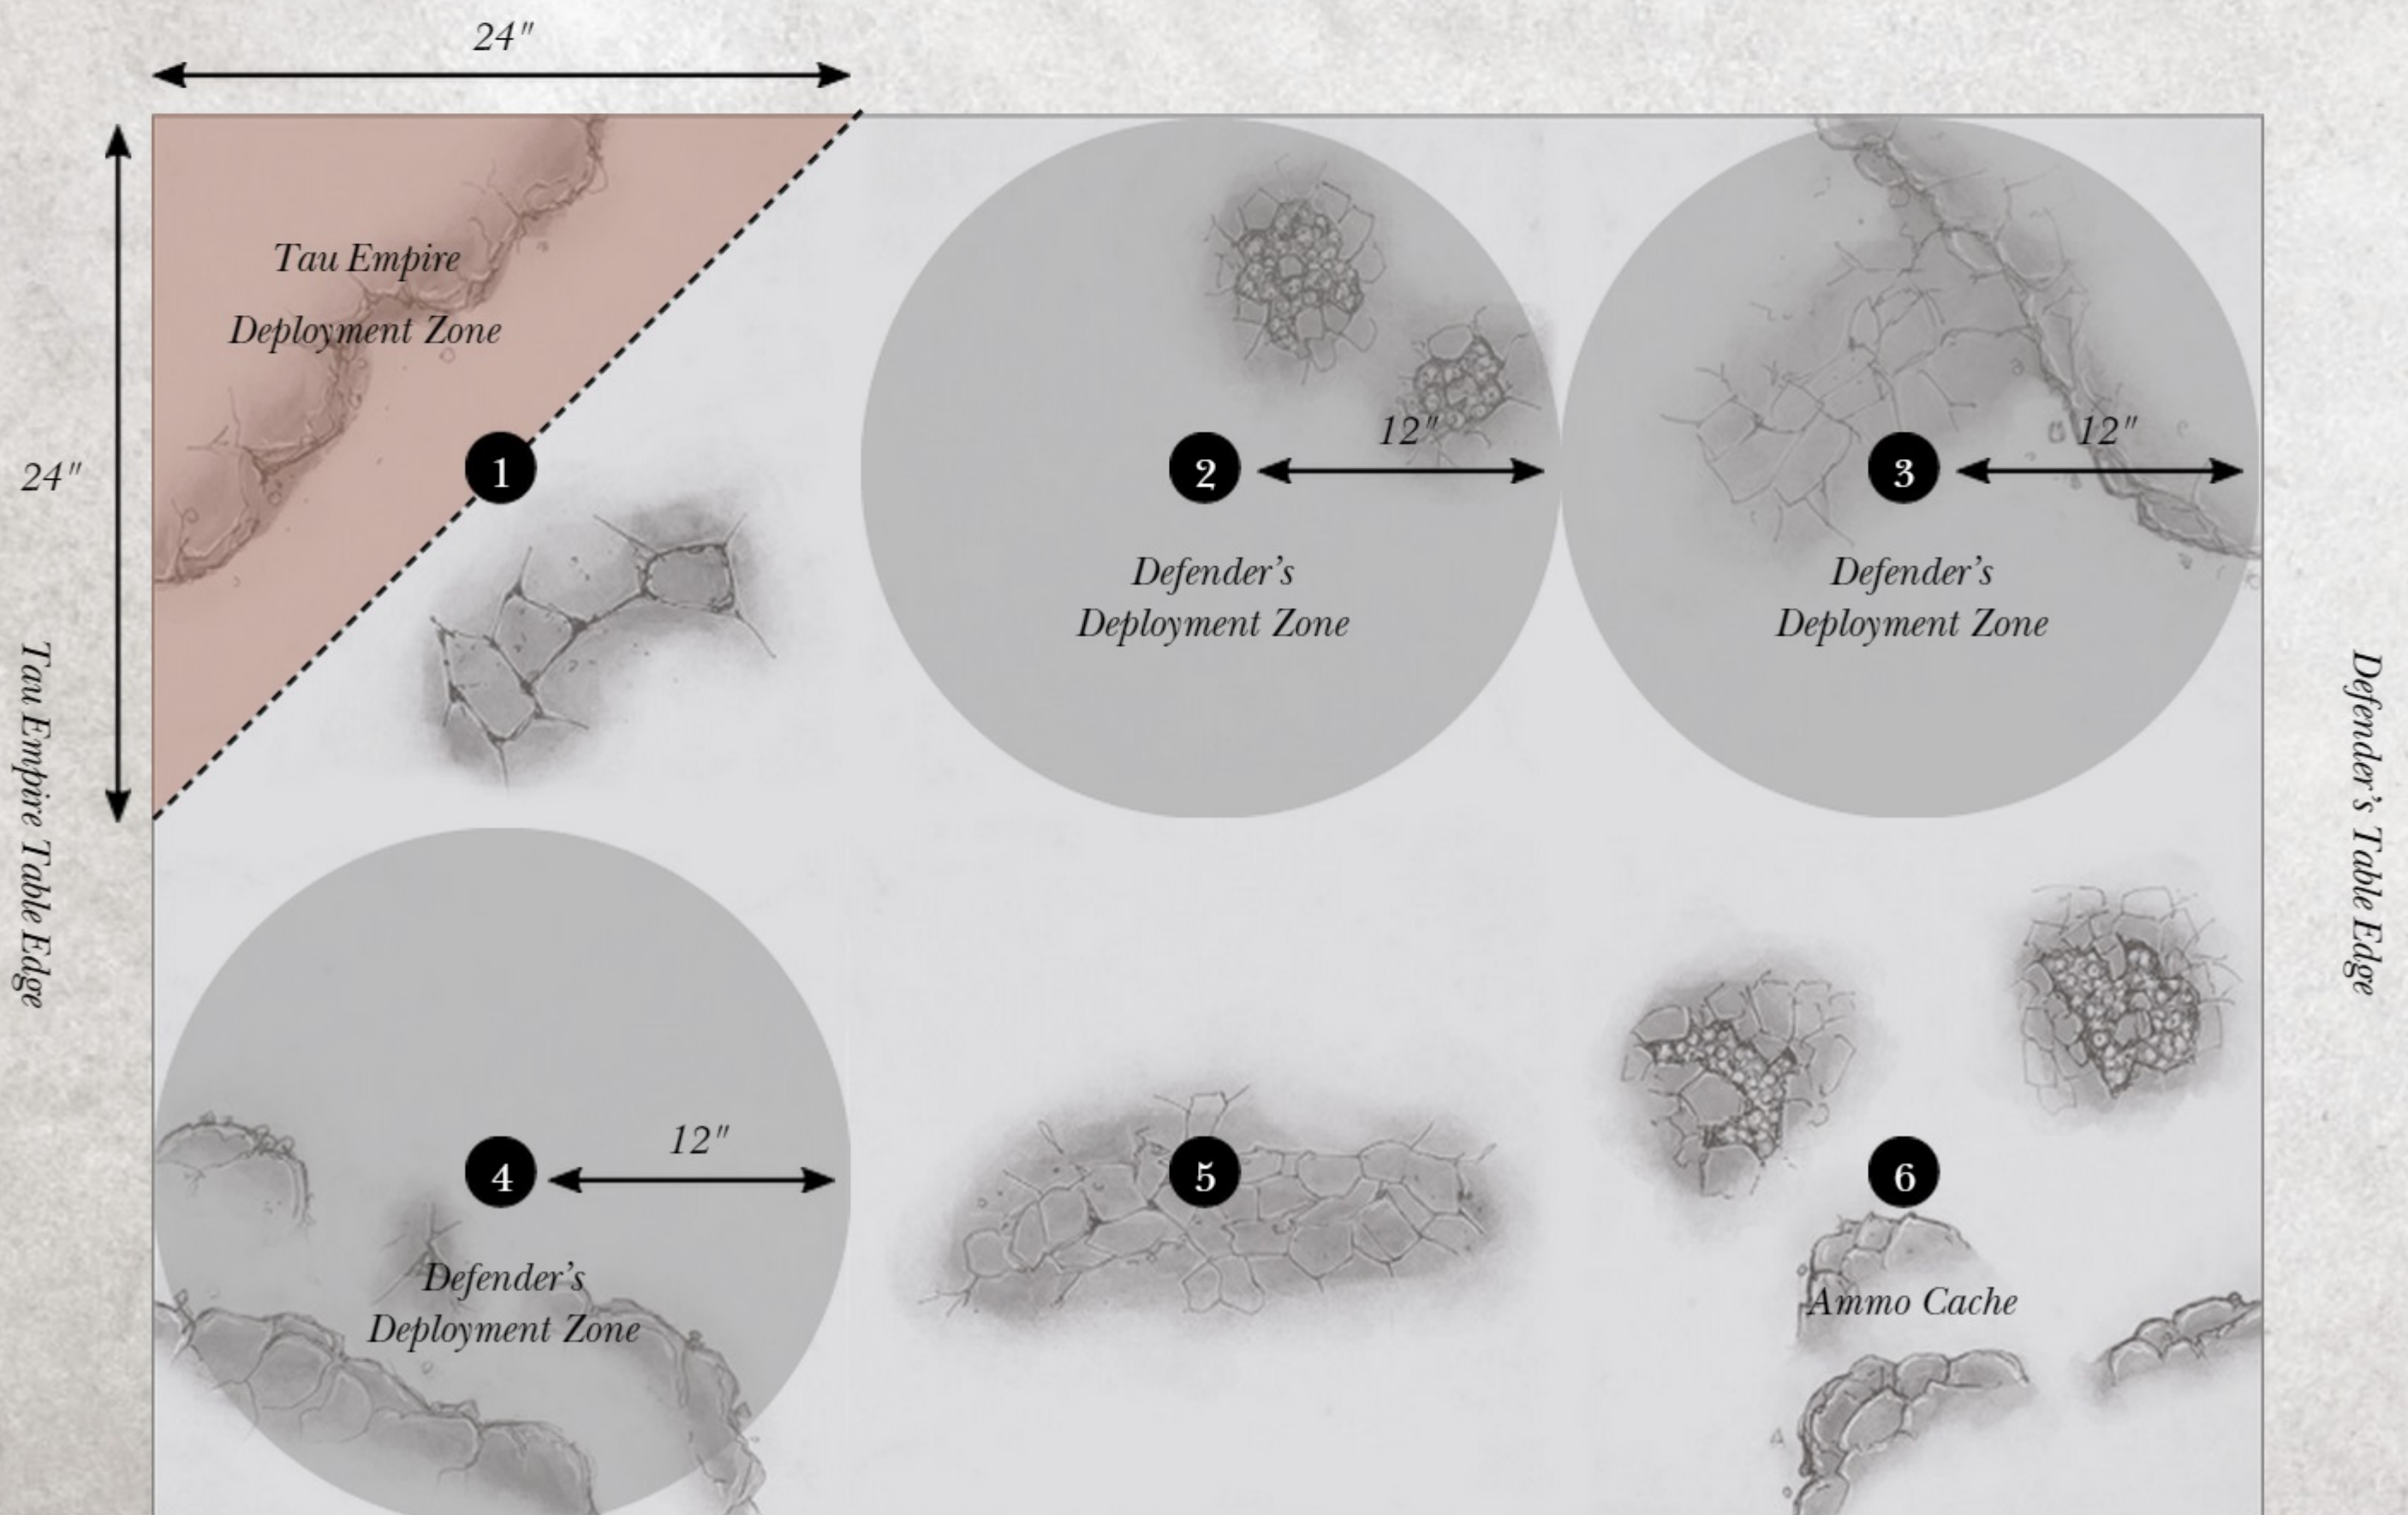 24"
24"
Tau Empire
Deployment Zone
1
2
12"
Defender's
Deployment Zone
3
12"
Defender's
Deployment Zone
Tau Empire Table Edge
Defender's Table Edge
4
12"
Defender's
Deployment Zone
5
6
Ammo Cache